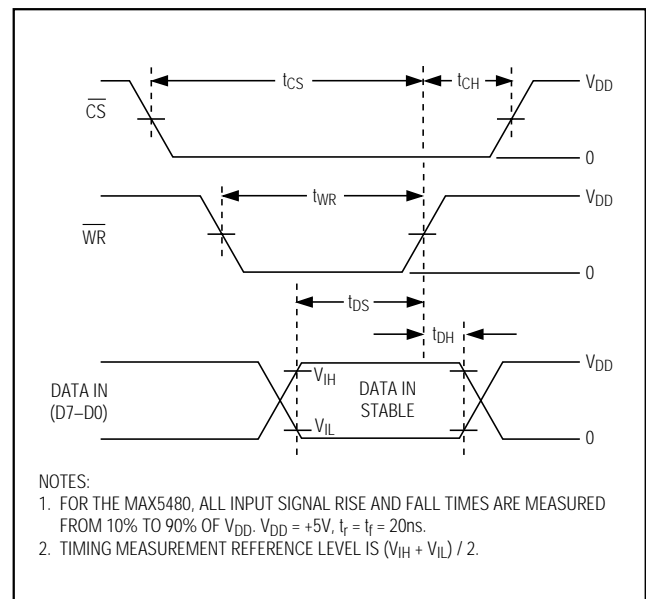 tCS
tCH
VDD
CS
0
tWR
VDD
WR
0
tDS
tDH
VDD
VIH
DATA IN
DATA IN
STABLE
(D7–D0)
VIL
0
NOTES:
1. FOR THE MAX5480, ALL INPUT SIGNAL RISE AND FALL TIMES ARE MEASURED
FROM 10% TO 90% OF VDD. VDD = +5V, tr = tf = 20ns.
2. TIMING MEASUREMENT REFERENCE LEVEL IS (VIH + VIL) / 2.